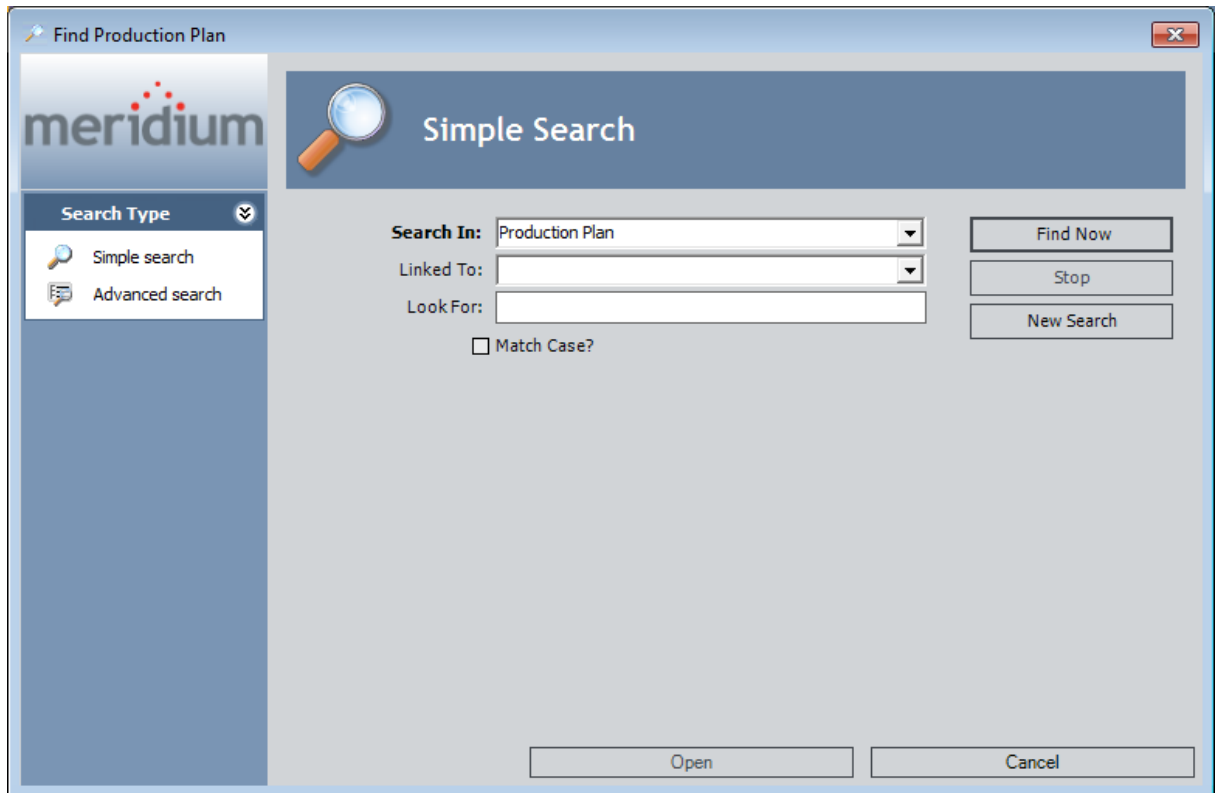 Find Production Plan
meridium
Simple Search
Search Type
Simple search
Advanced search
Search In: Production Plan
Linked To:
Look For:
Match Case?
Find Now
Stop
New Search
Open
Cancel